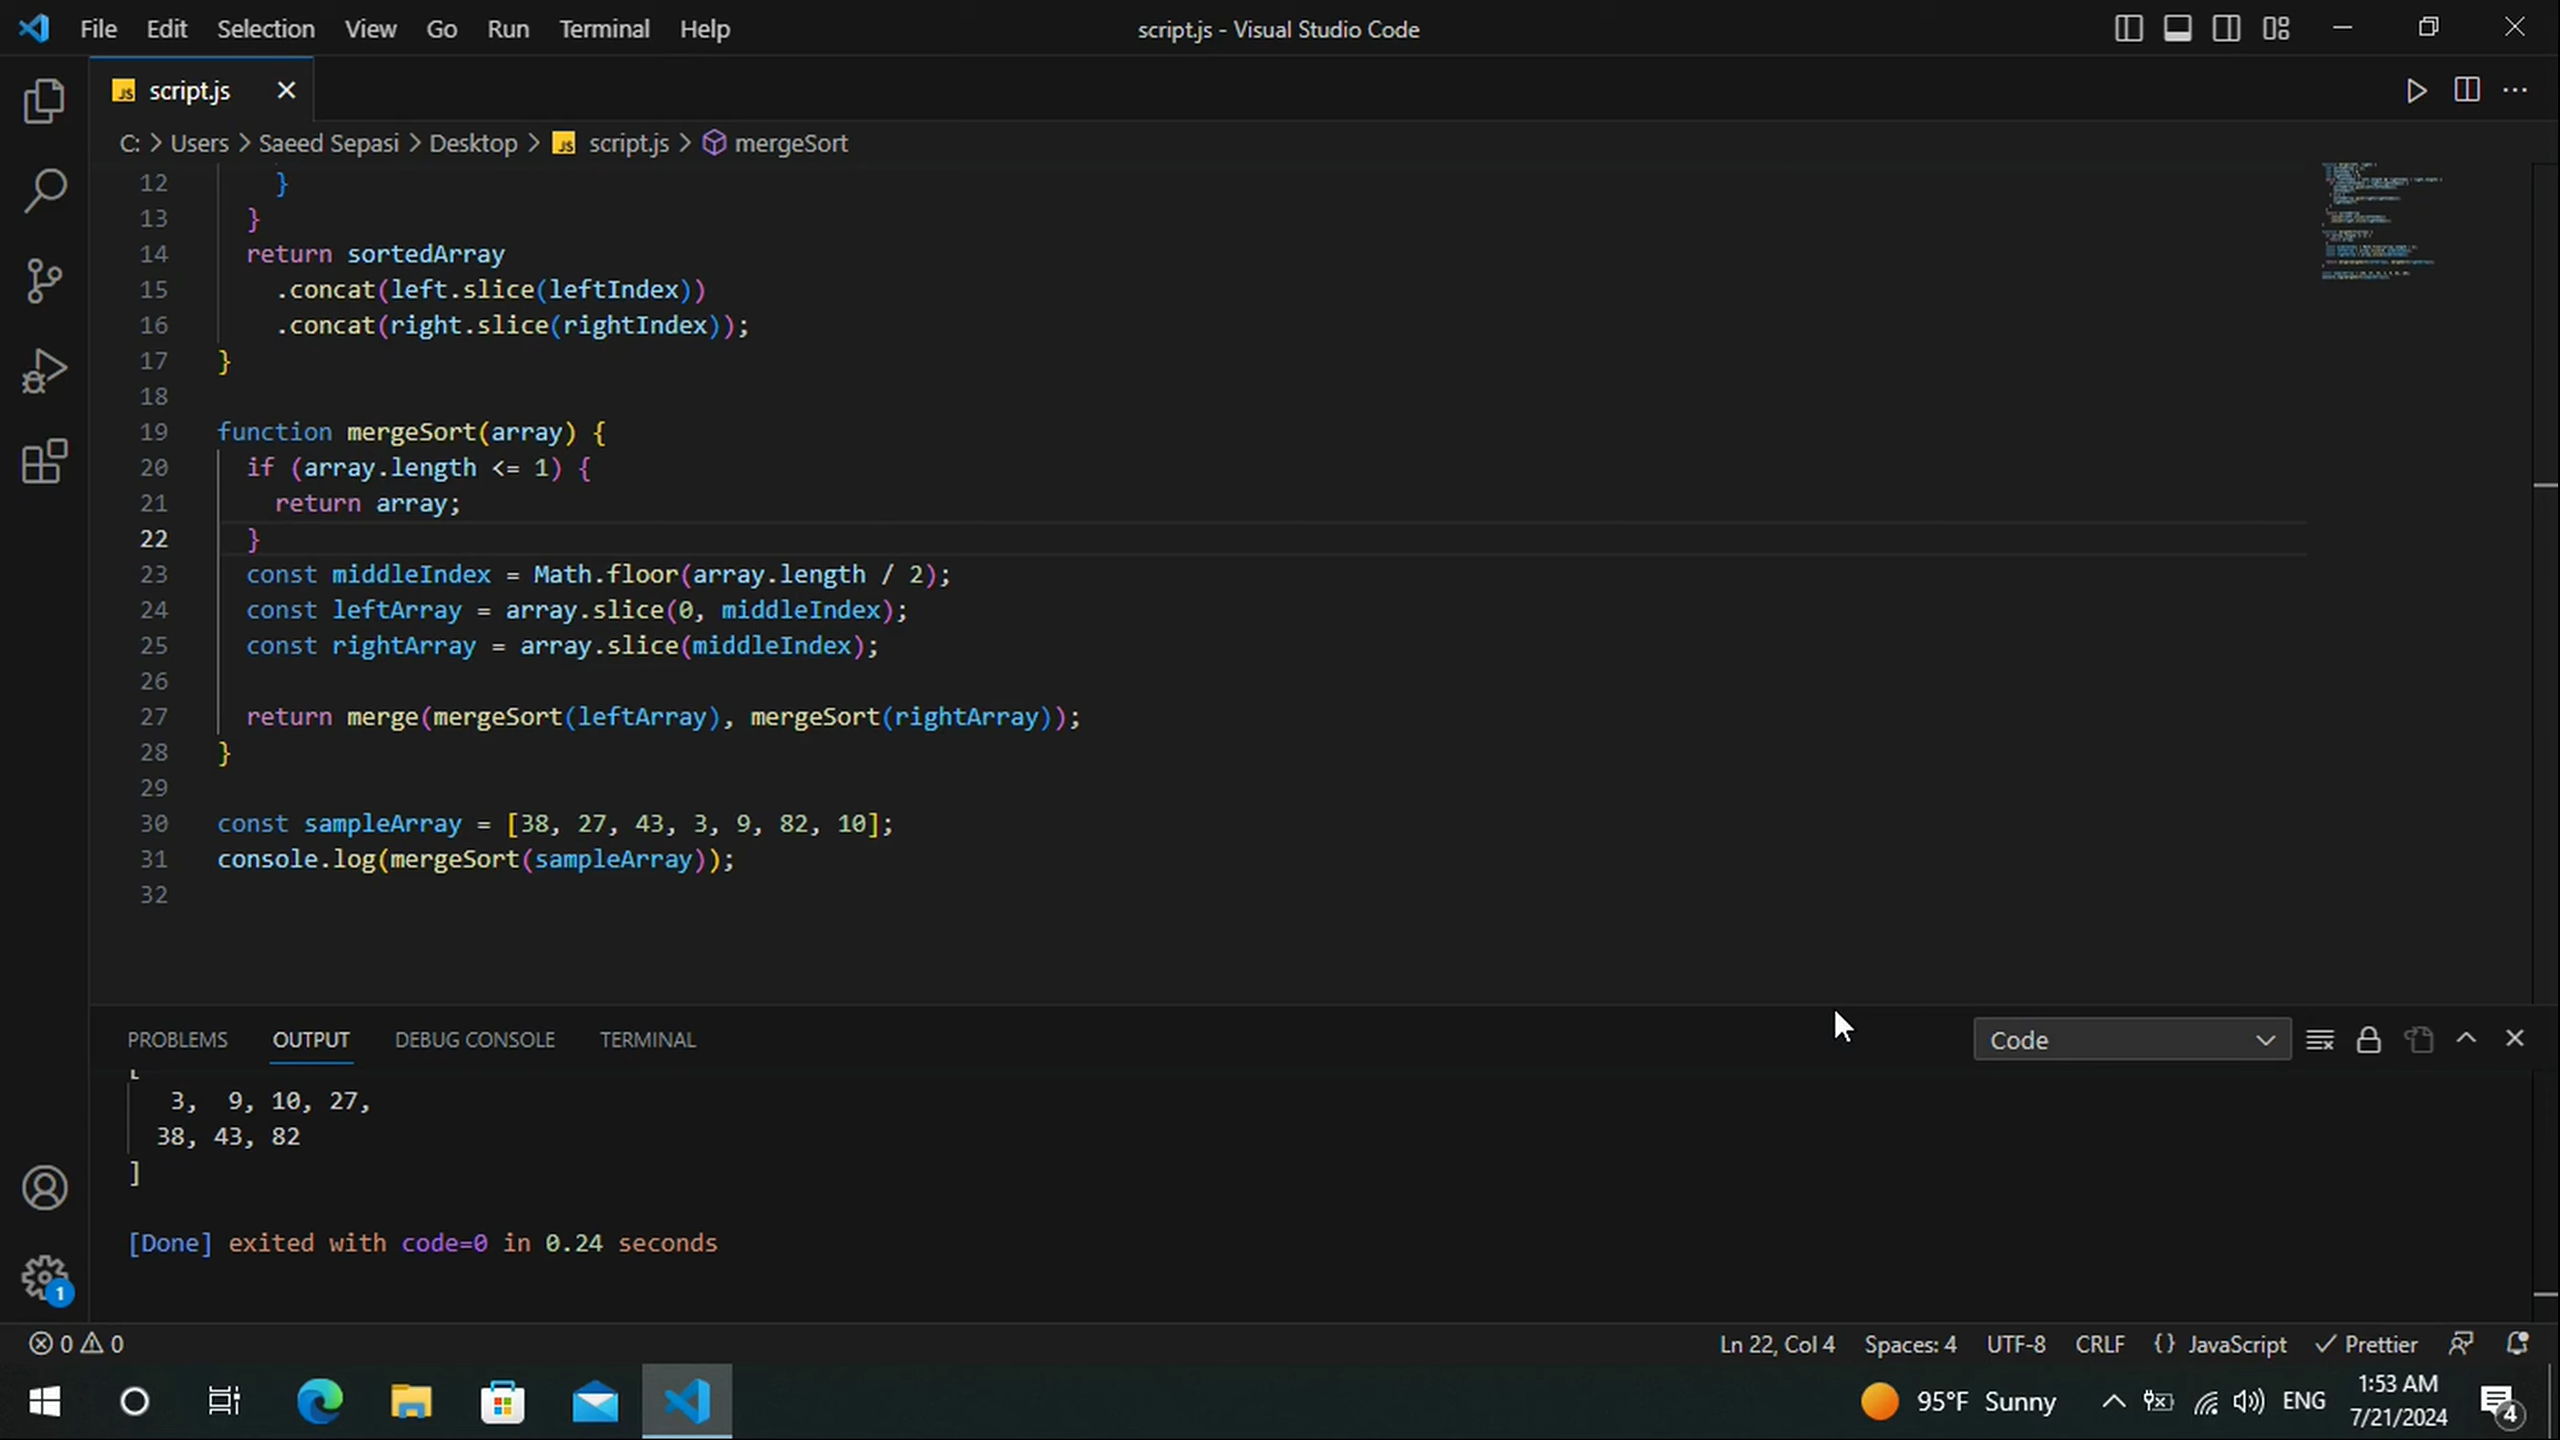 File Edit Selection View Go Run Terminal Help
script.js - Visual Studio Code
JS script.js
C: > Users > Saeed Sepasi > Desktop > JS script.js > mergeSort
12 }
13 }
14 return sortedArray
15 .concat(left.slice(leftIndex))
16 .concat(right.slice(rightIndex));
17 }
18
19 function mergeSort(array) {
20 if (array.length <= 1) {
21 return array;
22 }
23 const middleIndex = Math.floor(array.length / 2);
24 const leftArray = array.slice(0, middleIndex);
25 const rightArray = array.slice(middleIndex);
26
27 return merge(mergeSort(leftArray), mergeSort(rightArray));
28 }
29
30 const sampleArray = [38, 27, 43, 3, 9, 82, 10];
31 console.log(mergeSort(sampleArray));
32
PROBLEMS OUTPUT DEBUG CONSOLE TERMINAL
Code
[
3, 9, 10, 27,
38, 43, 82
]
[Done] exited with code=0 in 0.24 seconds
1
0 0
Ln 22, Col 4 Spaces: 4 UTF-8 CRLF {} JavaScript Prettier
95°F Sunny ENG
1:53 AM
7/21/2024
4